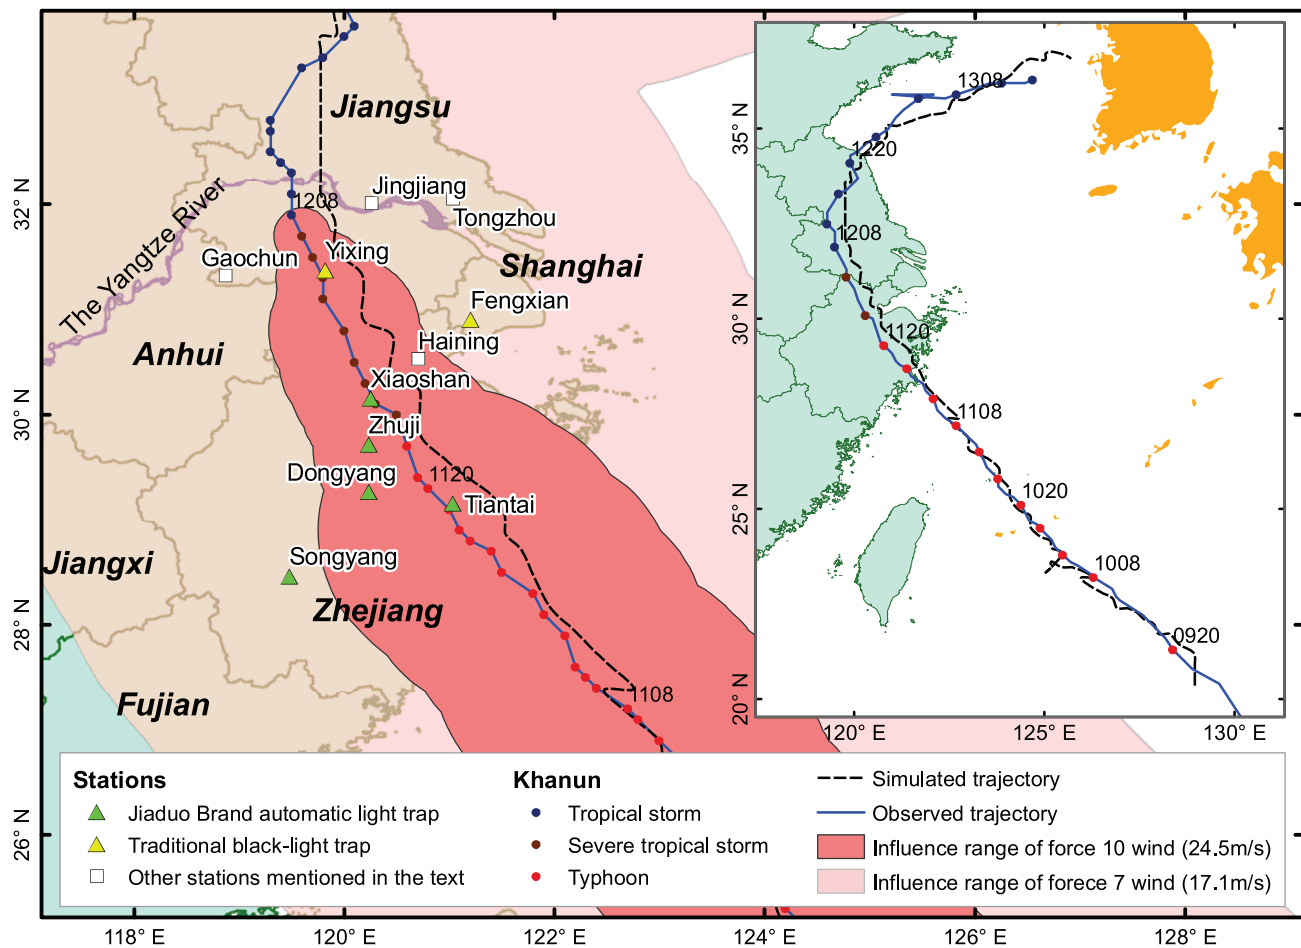 Jiangsu
Jingjiang
1208
Tongzhou
The Yangtze River
Gaochun
Yixing
Shanghai
Fengxian
Anhui
Haining
Xiaoshan
Zhuji
Dongyang
1120
Tiantai
Jiangxi
Songyang
Zhejiang
Fujian
1108
32° N
30° N
28° N
26° N
118° E
120° E
122° E
124° E
126° E
128° E
1308
1220
1208
1120
1108
1020
1008
0920
35° N
30° N
25° N
20° N
120° E
125° E
130° E
Stations
Jiaduo Brand automatic light trap
Traditional black-light trap
Other stations mentioned in the text
Khanun
Tropical storm
Severe tropical storm
Typhoon
Simulated trajectory
Observed trajectory
Influence range of force 10 wind (24.5m/s)
Influence range of forece 7 wind (17.1m/s)